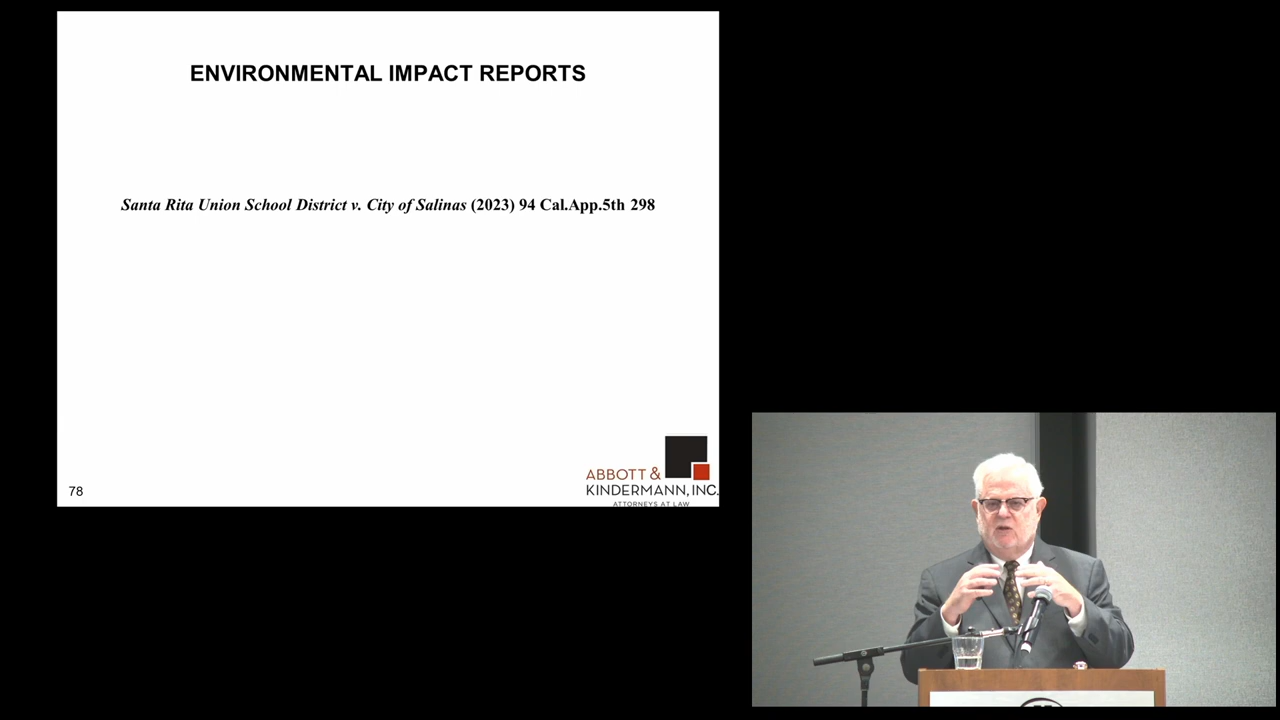 ENVIRONMENTAL IMPACT REPORTS
Santa Rita Union School District v. City of Salinas (2023) 94 Cal.App.5th 298
ABBOTT &
KINDERMANN, INC.
ATTORNEYS AT LAW
78